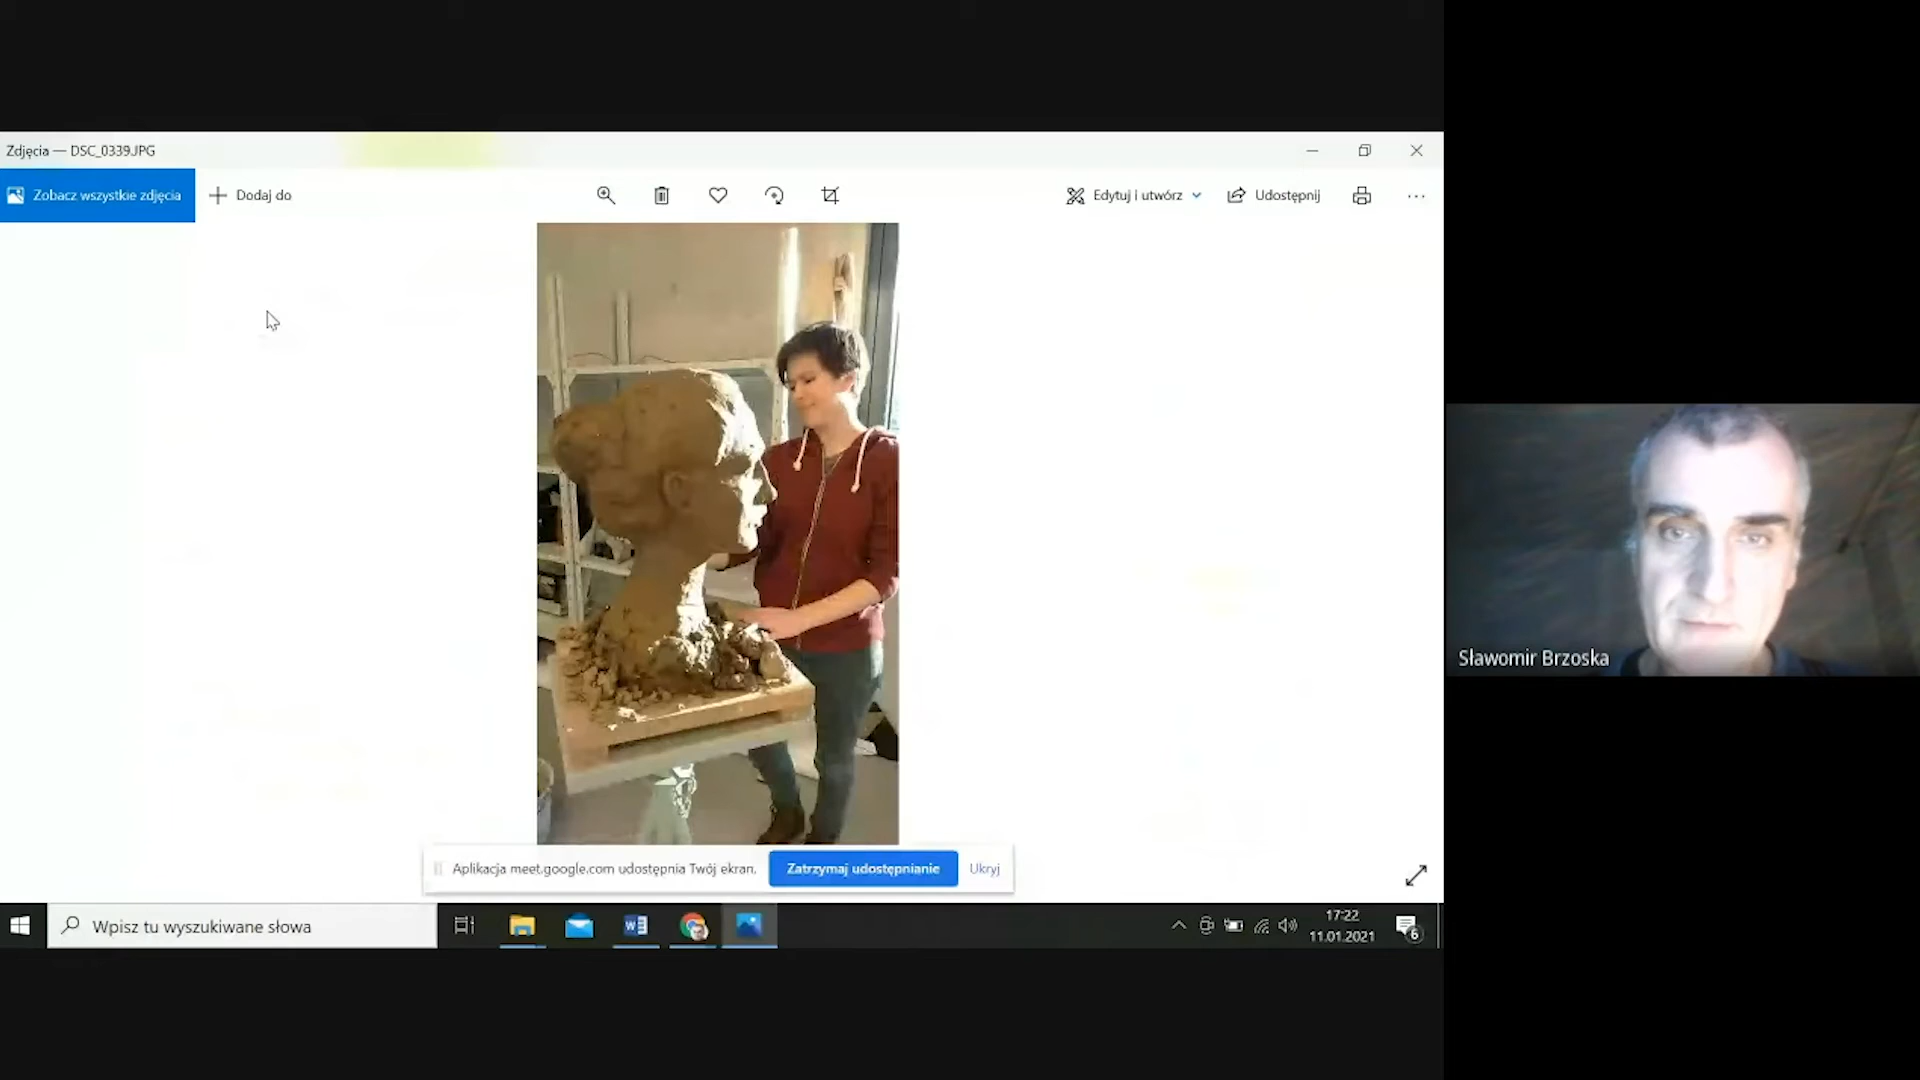 Zdjęcia — DSC_0339.JPG
Zobacz wszystkie zdjęcia
Dodaj do
Edytuj i utwórz
Udostępnij
Sławomir Brzoska
Aplikacja meet.google.com udostępnia Twój ekran.
Zatrzymaj udostępnianie
Ukryj
Wpisz tu wyszukiwane słowa
17:22
11.01.2021
6